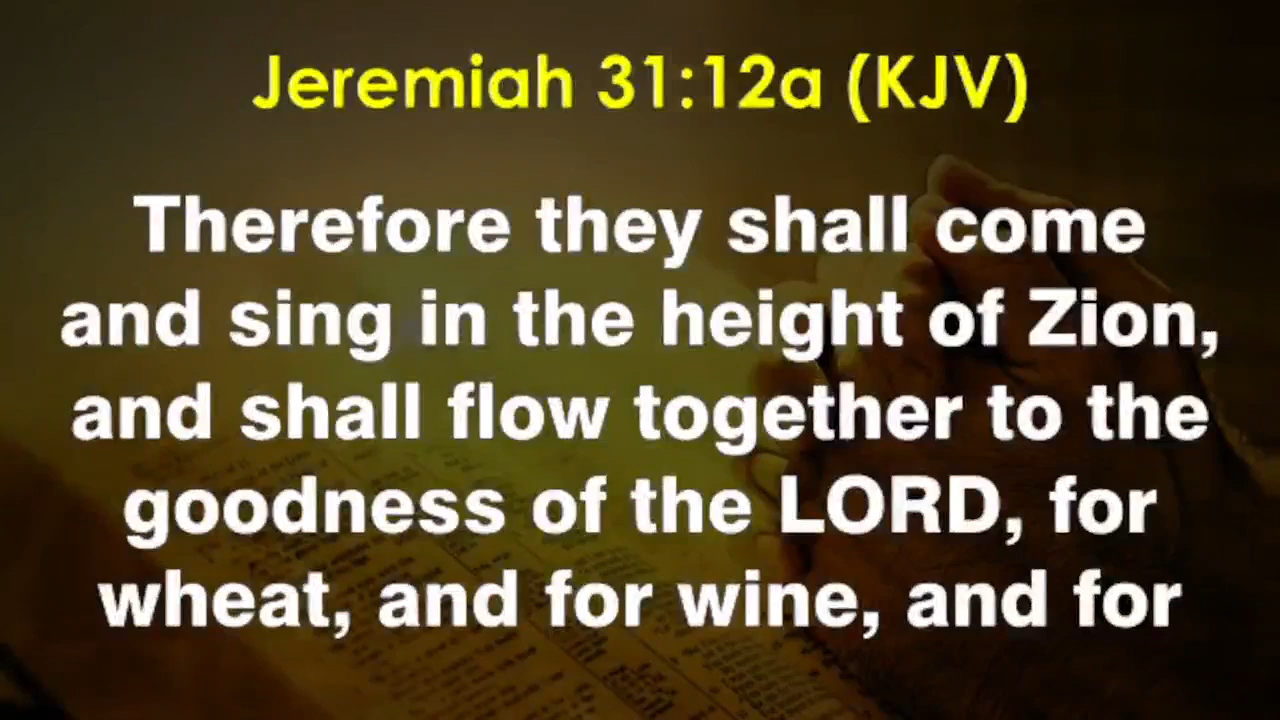 Jeremiah 31:12a (KJV)
Therefore they shall come
and sing in the height of Zion,
and shall flow together to the
goodness of the LORD, for
wheat, and for wine, and for